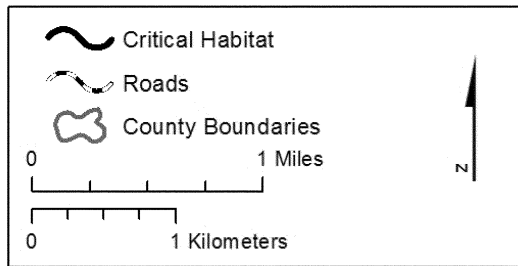 Critical Habitat
Roads
County Boundaries
0 1 Miles
0 1 Kilometers
N